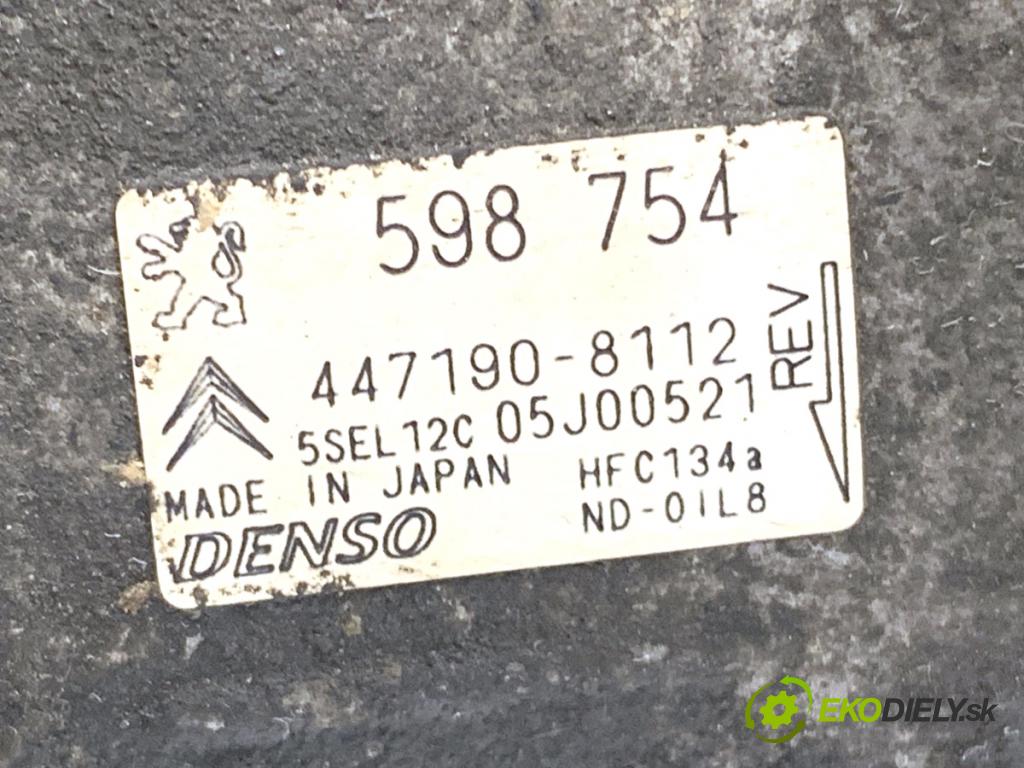 598 754
447190-8112
5SEL12C 05J00521
REV
MADE IN JAPAN HFC134a
DENSO ND-OIL8
EKODIELY.sk